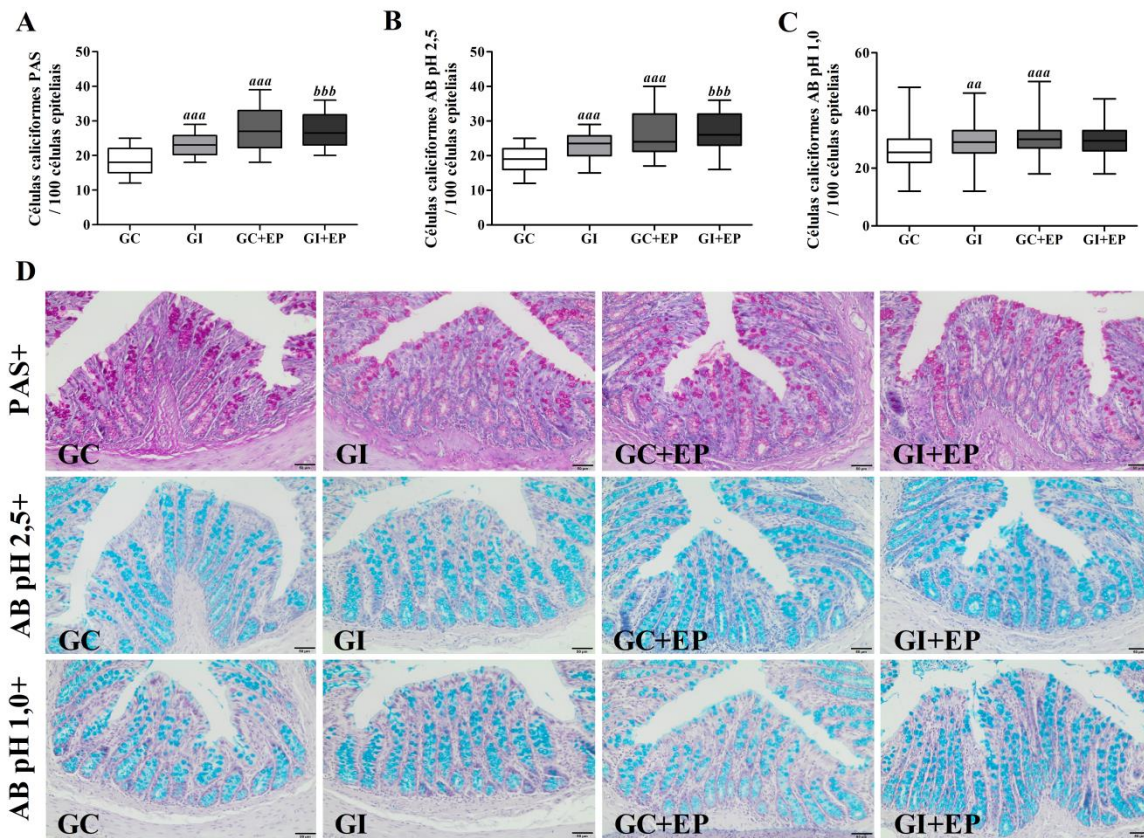 A
Células caliciformes PAS
/ 100 células epiteliais
50
40
30
20
10
0
aaa
aaa
bbb
GC
GI
GC+EP
GI+EP
B
Células caliciformes AB pH 2,5
/ 100 células epiteliais
50
40
30
20
10
0
aaa
aaa
bbb
GC
GI
GC+EP
GI+EP
C
Células caliciformes AB pH 1,0
/ 100 células epiteliais
60
40
20
0
aa
aaa
GC
GI
GC+EP
GI+EP
D
PAS+
GC
GI
GC+EP
GI+EP
AB pH 2,5+
GC
GI
GC+EP
GI+EP
AB pH 1,0+
GC
GI
GC+EP
GI+EP